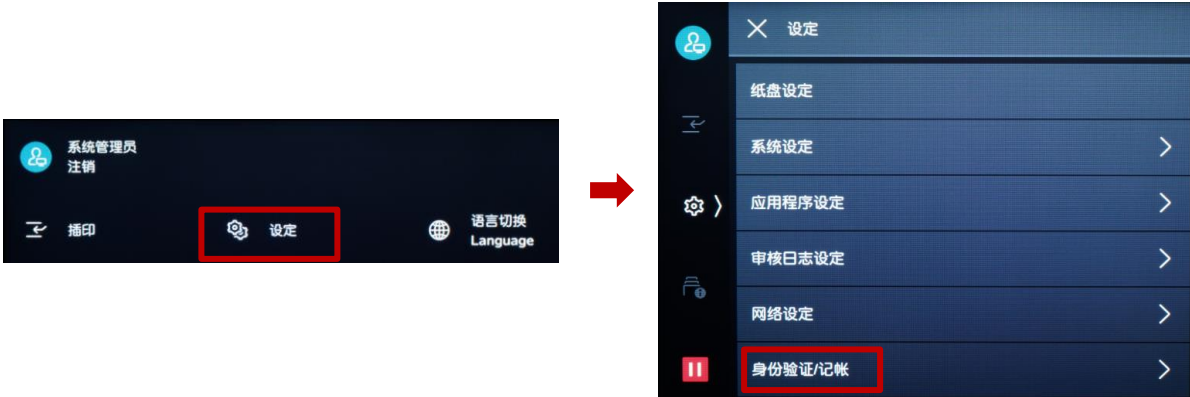 系统管理员
注销
插印
设定
语言切换
Language
设定
纸盘设定
系统设定
应用程序设定
审核日志设定
网络设定
身份验证/记帐